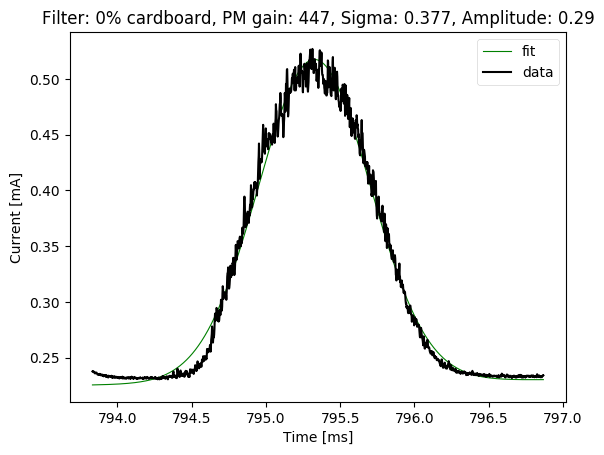 Filter: 0% cardboard, PM gain: 447, Sigma: 0.377, Amplitude: 0.29
fit
data
0.50
0.45
0.40
0.35
0.30
0.25
Current [mA]
794.0 794.5 795.0 795.5 796.0 796.5 797.0
Time [ms]